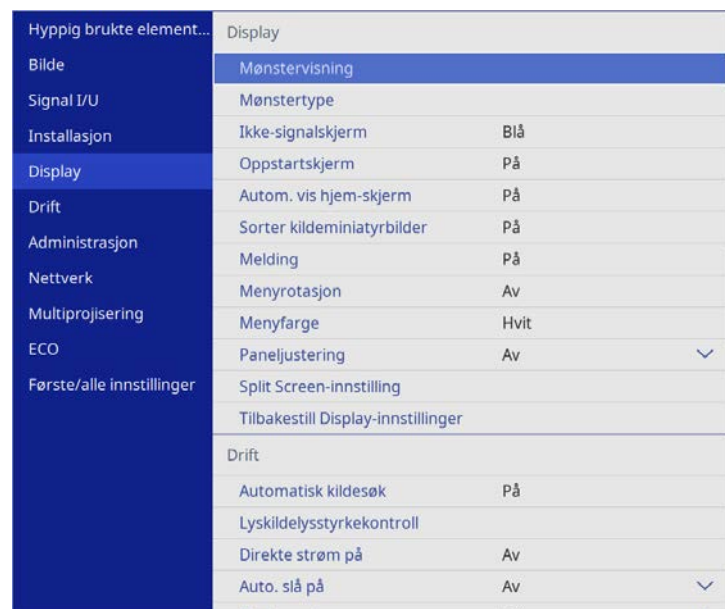 Hyppig brukte element...
Bilde
Signal I/U
Installasjon
Display
Drift
Administrasjon
Nettverk
Multiprojisering
ECO
Første/alle innstillinger
Display
Mønstervisning
Mønstertype
Ikke-signalskjerm Blå
Oppstartskjerm På
Autom. vis hjem-skjerm På
Sorter kildeminiatyrbilder På
Melding På
Menyrotasjon Av
Menyfarge Hvit
Paneljustering Av
Split Screen-innstilling
Tilbakestill Display-innstillinger
Drift
Automatisk kildesøk På
Lyskildelysstyrkekontroll
Direkte strøm på Av
Auto. slå på Av